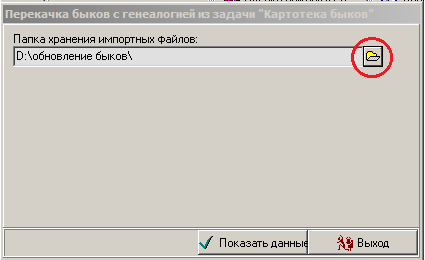 Перекачка быков с генеалогией из задачи "Картотека быков"
Папка хранения импортных файлов:
D:\обновление быков\
Показать данные Выход